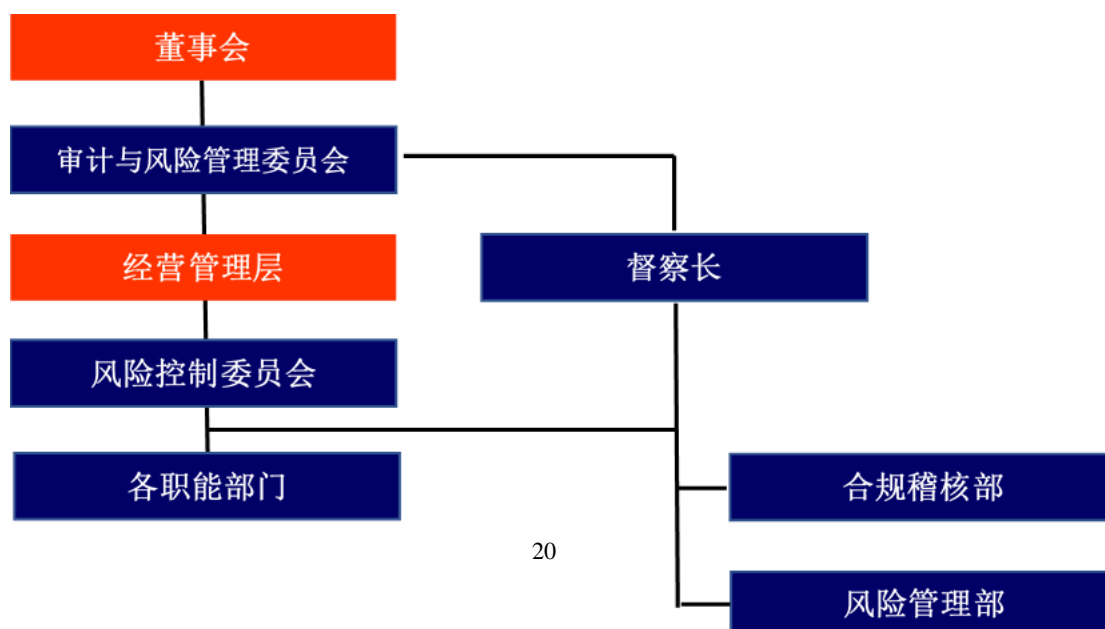 董事会
审计与风险管理委员会
经营管理层
督察长
风险控制委员会
各职能部门
合规稽核部
20
风险管理部